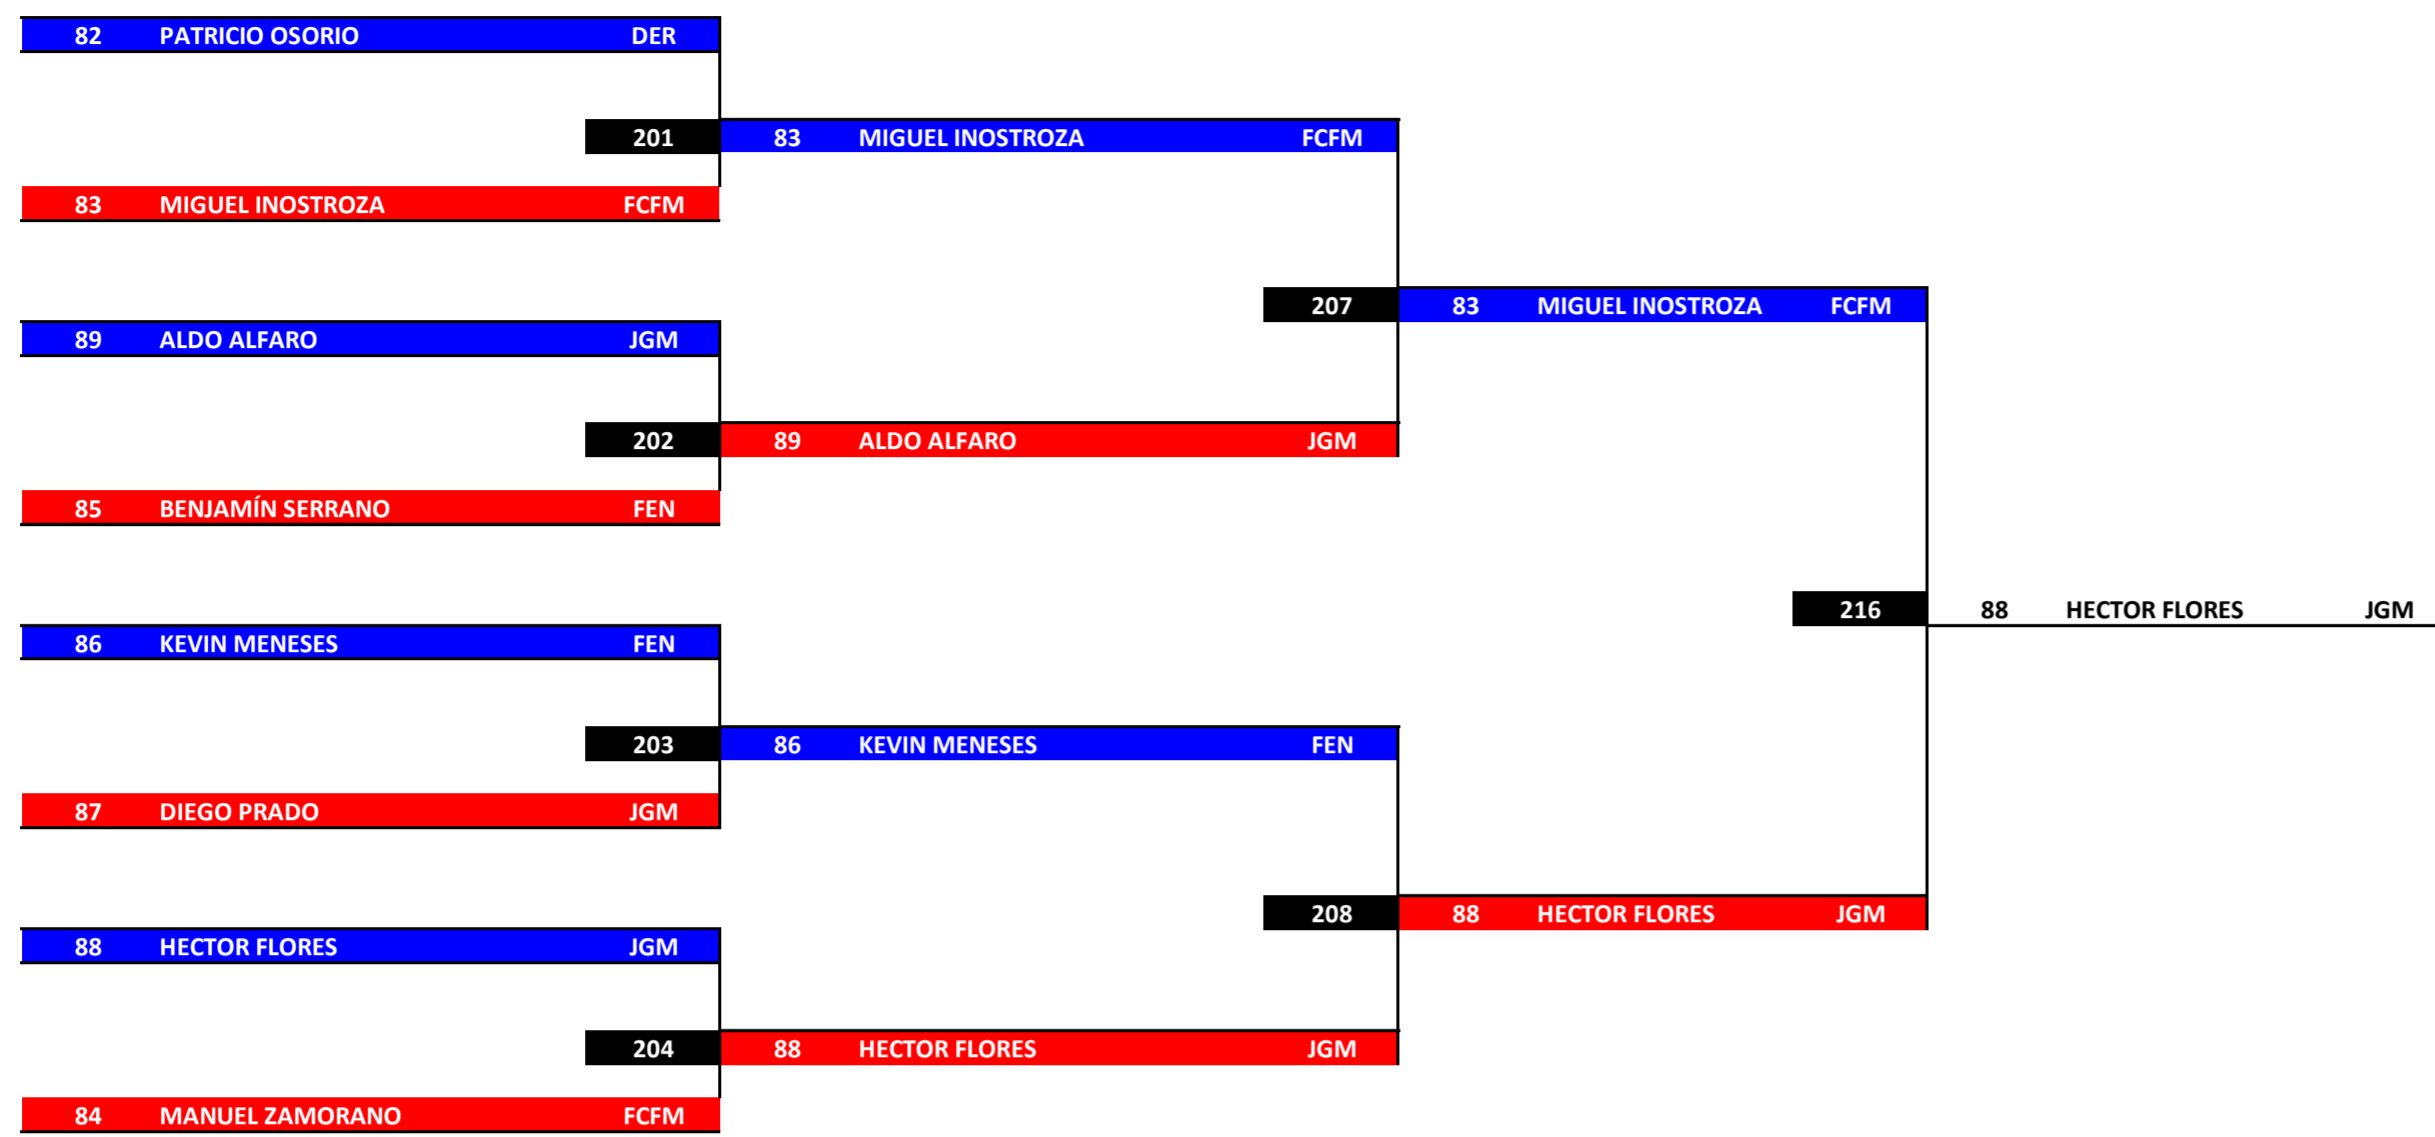 82 PATRICIO OSORIO DER
201 83 MIGUEL INOSTROZA FCFM
83 MIGUEL INOSTROZA FCFM
207 83 MIGUEL INOSTROZA FCFM
89 ALDO ALFARO JGM
202 89 ALDO ALFARO JGM
85 BENJAMÍN SERRANO FEN
216 88 HECTOR FLORES JGM
86 KEVIN MENESES FEN
203 86 KEVIN MENESES FEN
87 DIEGO PRADO JGM
208 88 HECTOR FLORES JGM
88 HECTOR FLORES JGM
204 88 HECTOR FLORES JGM
84 MANUEL ZAMORANO FCFM